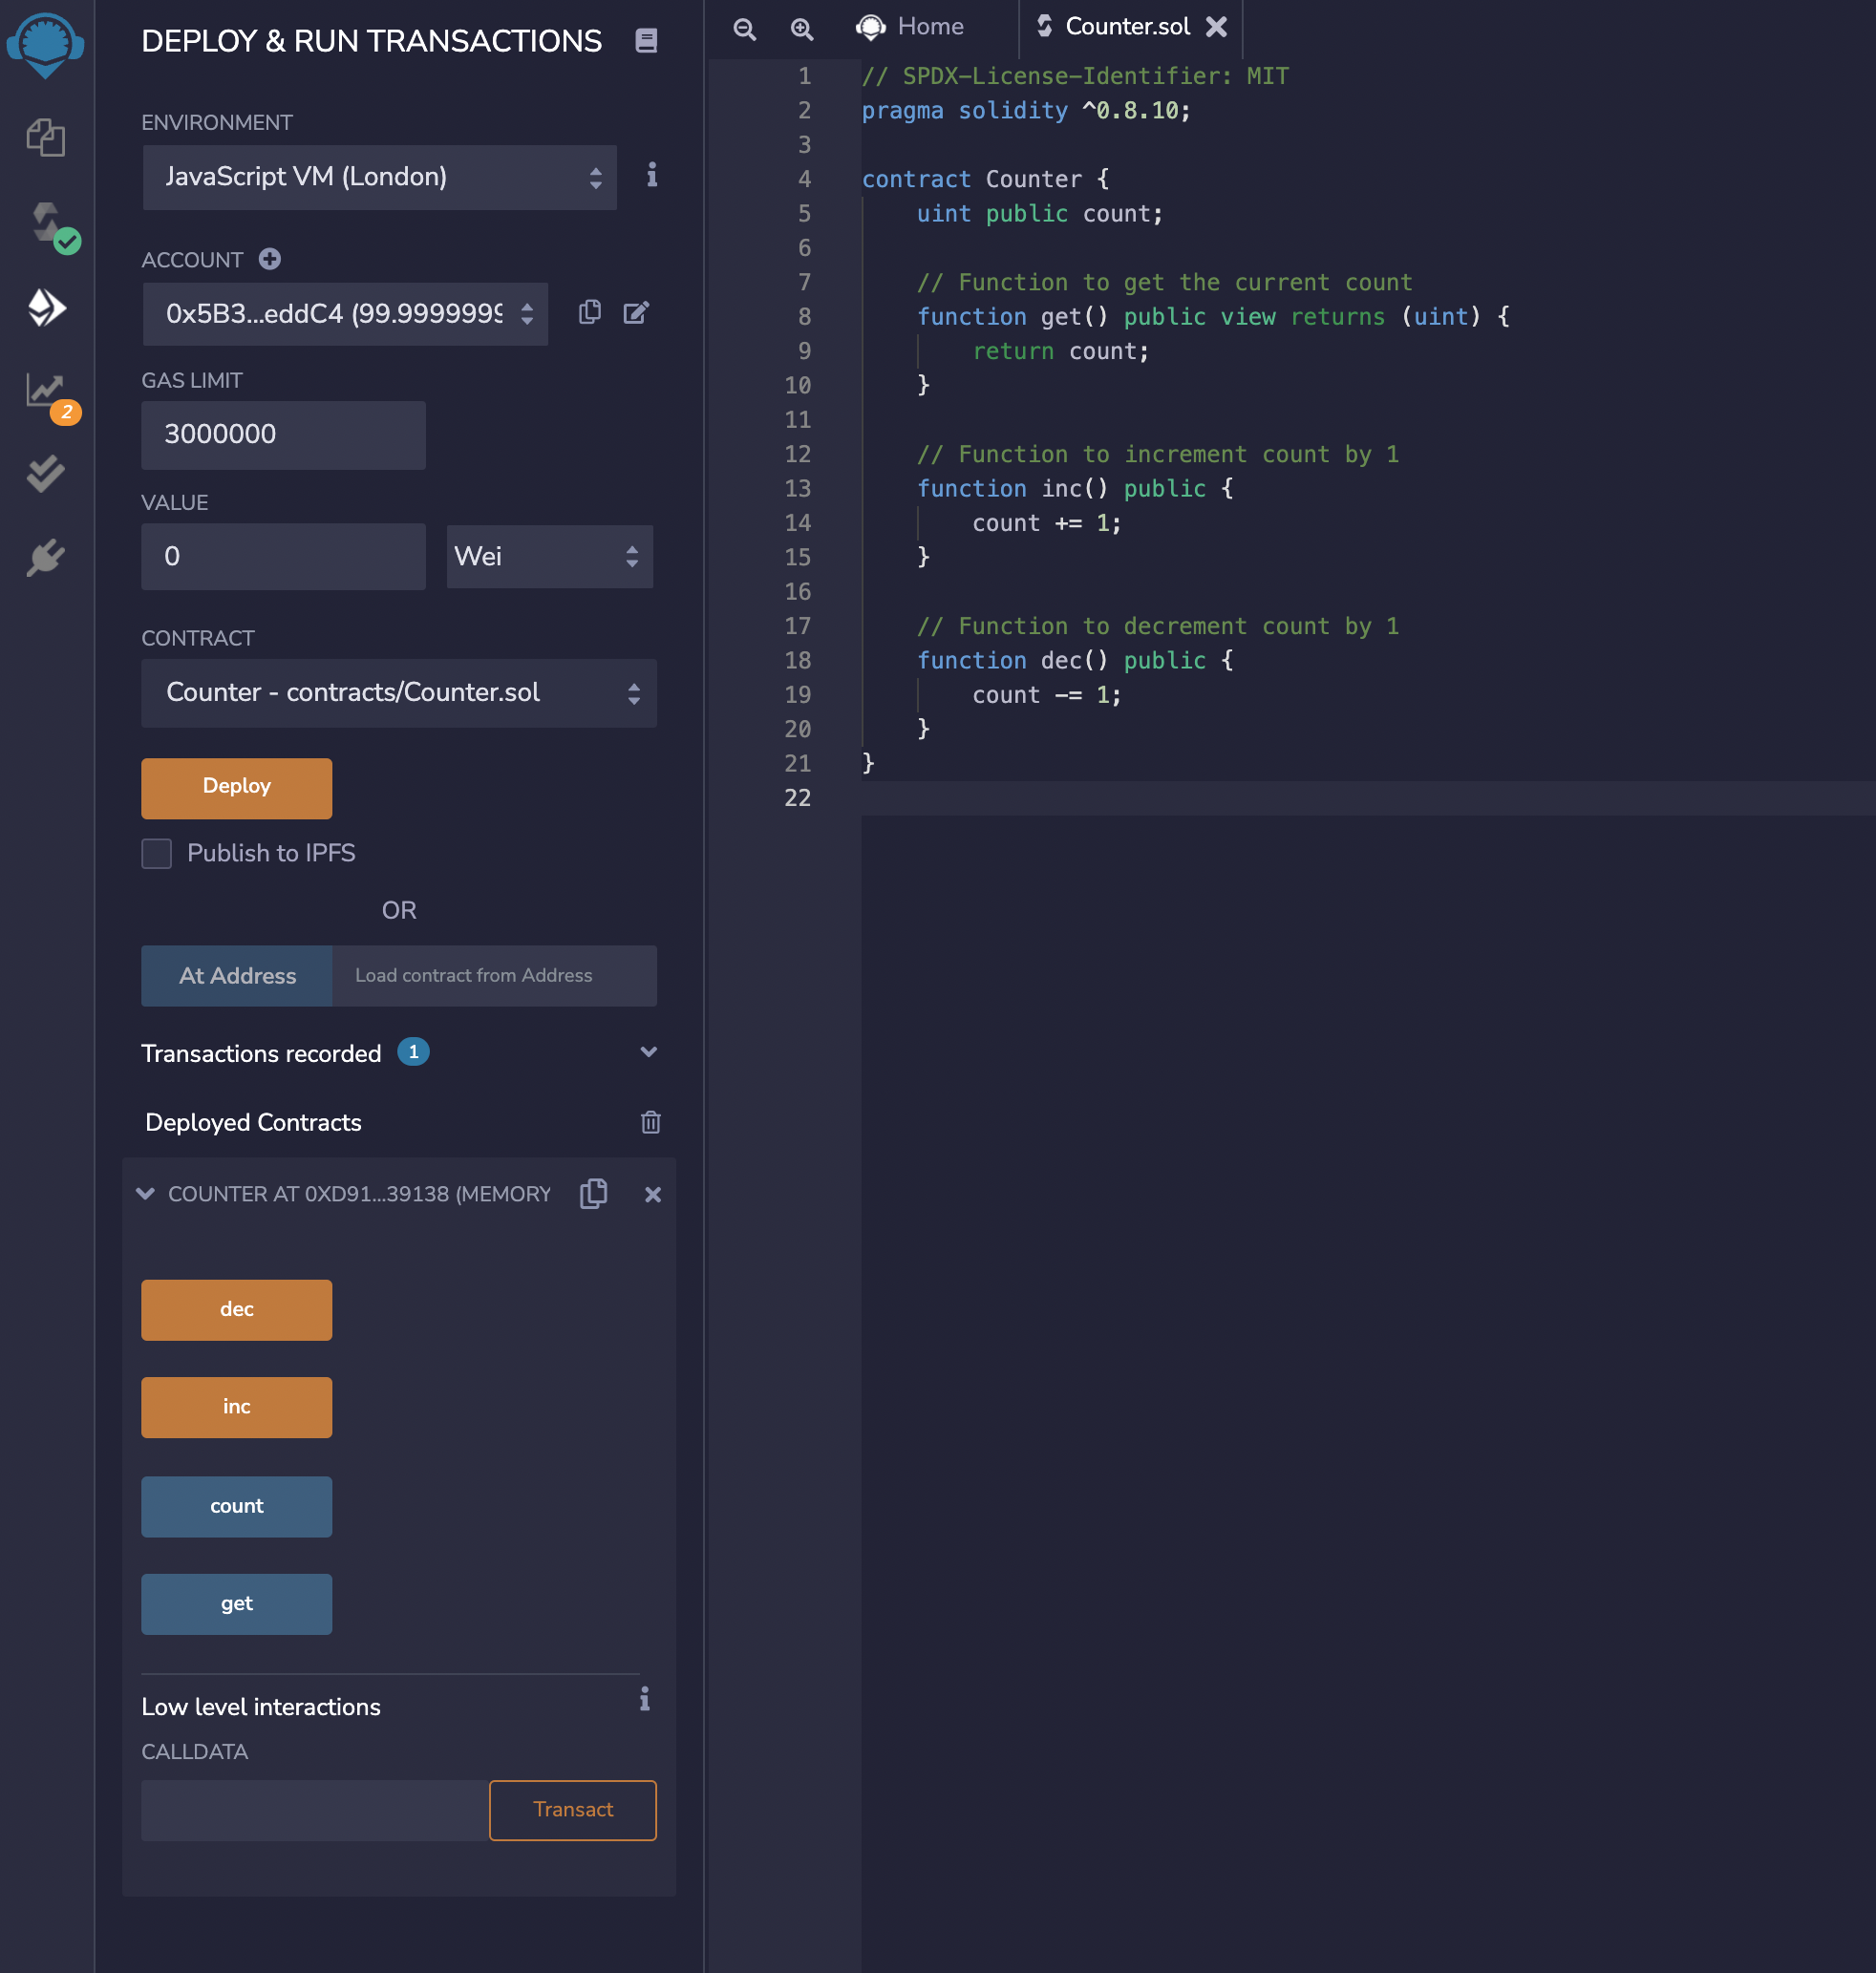 DEPLOY & RUN TRANSACTIONS
ENVIRONMENT
JavaScript VM (London)
ACCOUNT
0x5B3...eddC4 (99.9999999
GAS LIMIT
3000000
VALUE
0
Wei
CONTRACT
Counter - contracts/Counter.sol
Deploy
Publish to IPFS
OR
At Address
Load contract from Address
Transactions recorded 1
Deployed Contracts
COUNTER AT 0XD91...39138 (MEMORY
dec
inc
count
get
Low level interactions
CALLDATA
Transact
2
Home
Counter.sol
1 // SPDX-License-Identifier: MIT
2 pragma solidity ^0.8.10;
3
4 contract Counter {
5     uint public count;
6
7     // Function to get the current count
8     function get() public view returns (uint) {
9         return count;
10     }
11
12     // Function to increment count by 1
13     function inc() public {
14         count += 1;
15     }
16
17     // Function to decrement count by 1
18     function dec() public {
19         count -= 1;
20     }
21 }
22